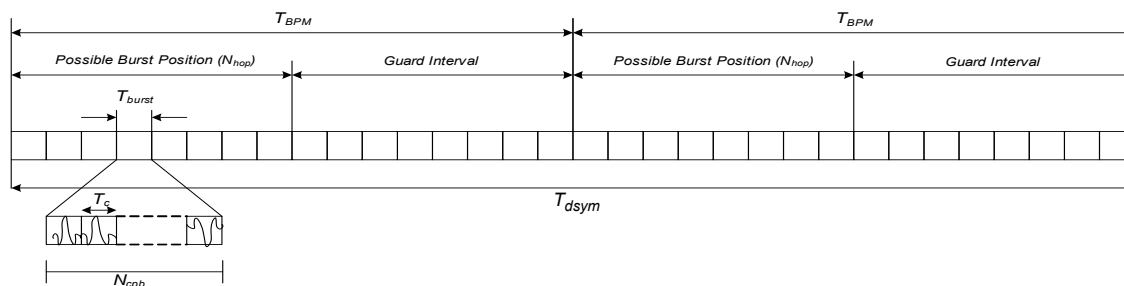 T_BPM T_BPM
Possible Burst Position (N_hop) Guard Interval Possible Burst Position (N_hop) Guard Interval
T_burst
T_c
T_dsym
N_cpb